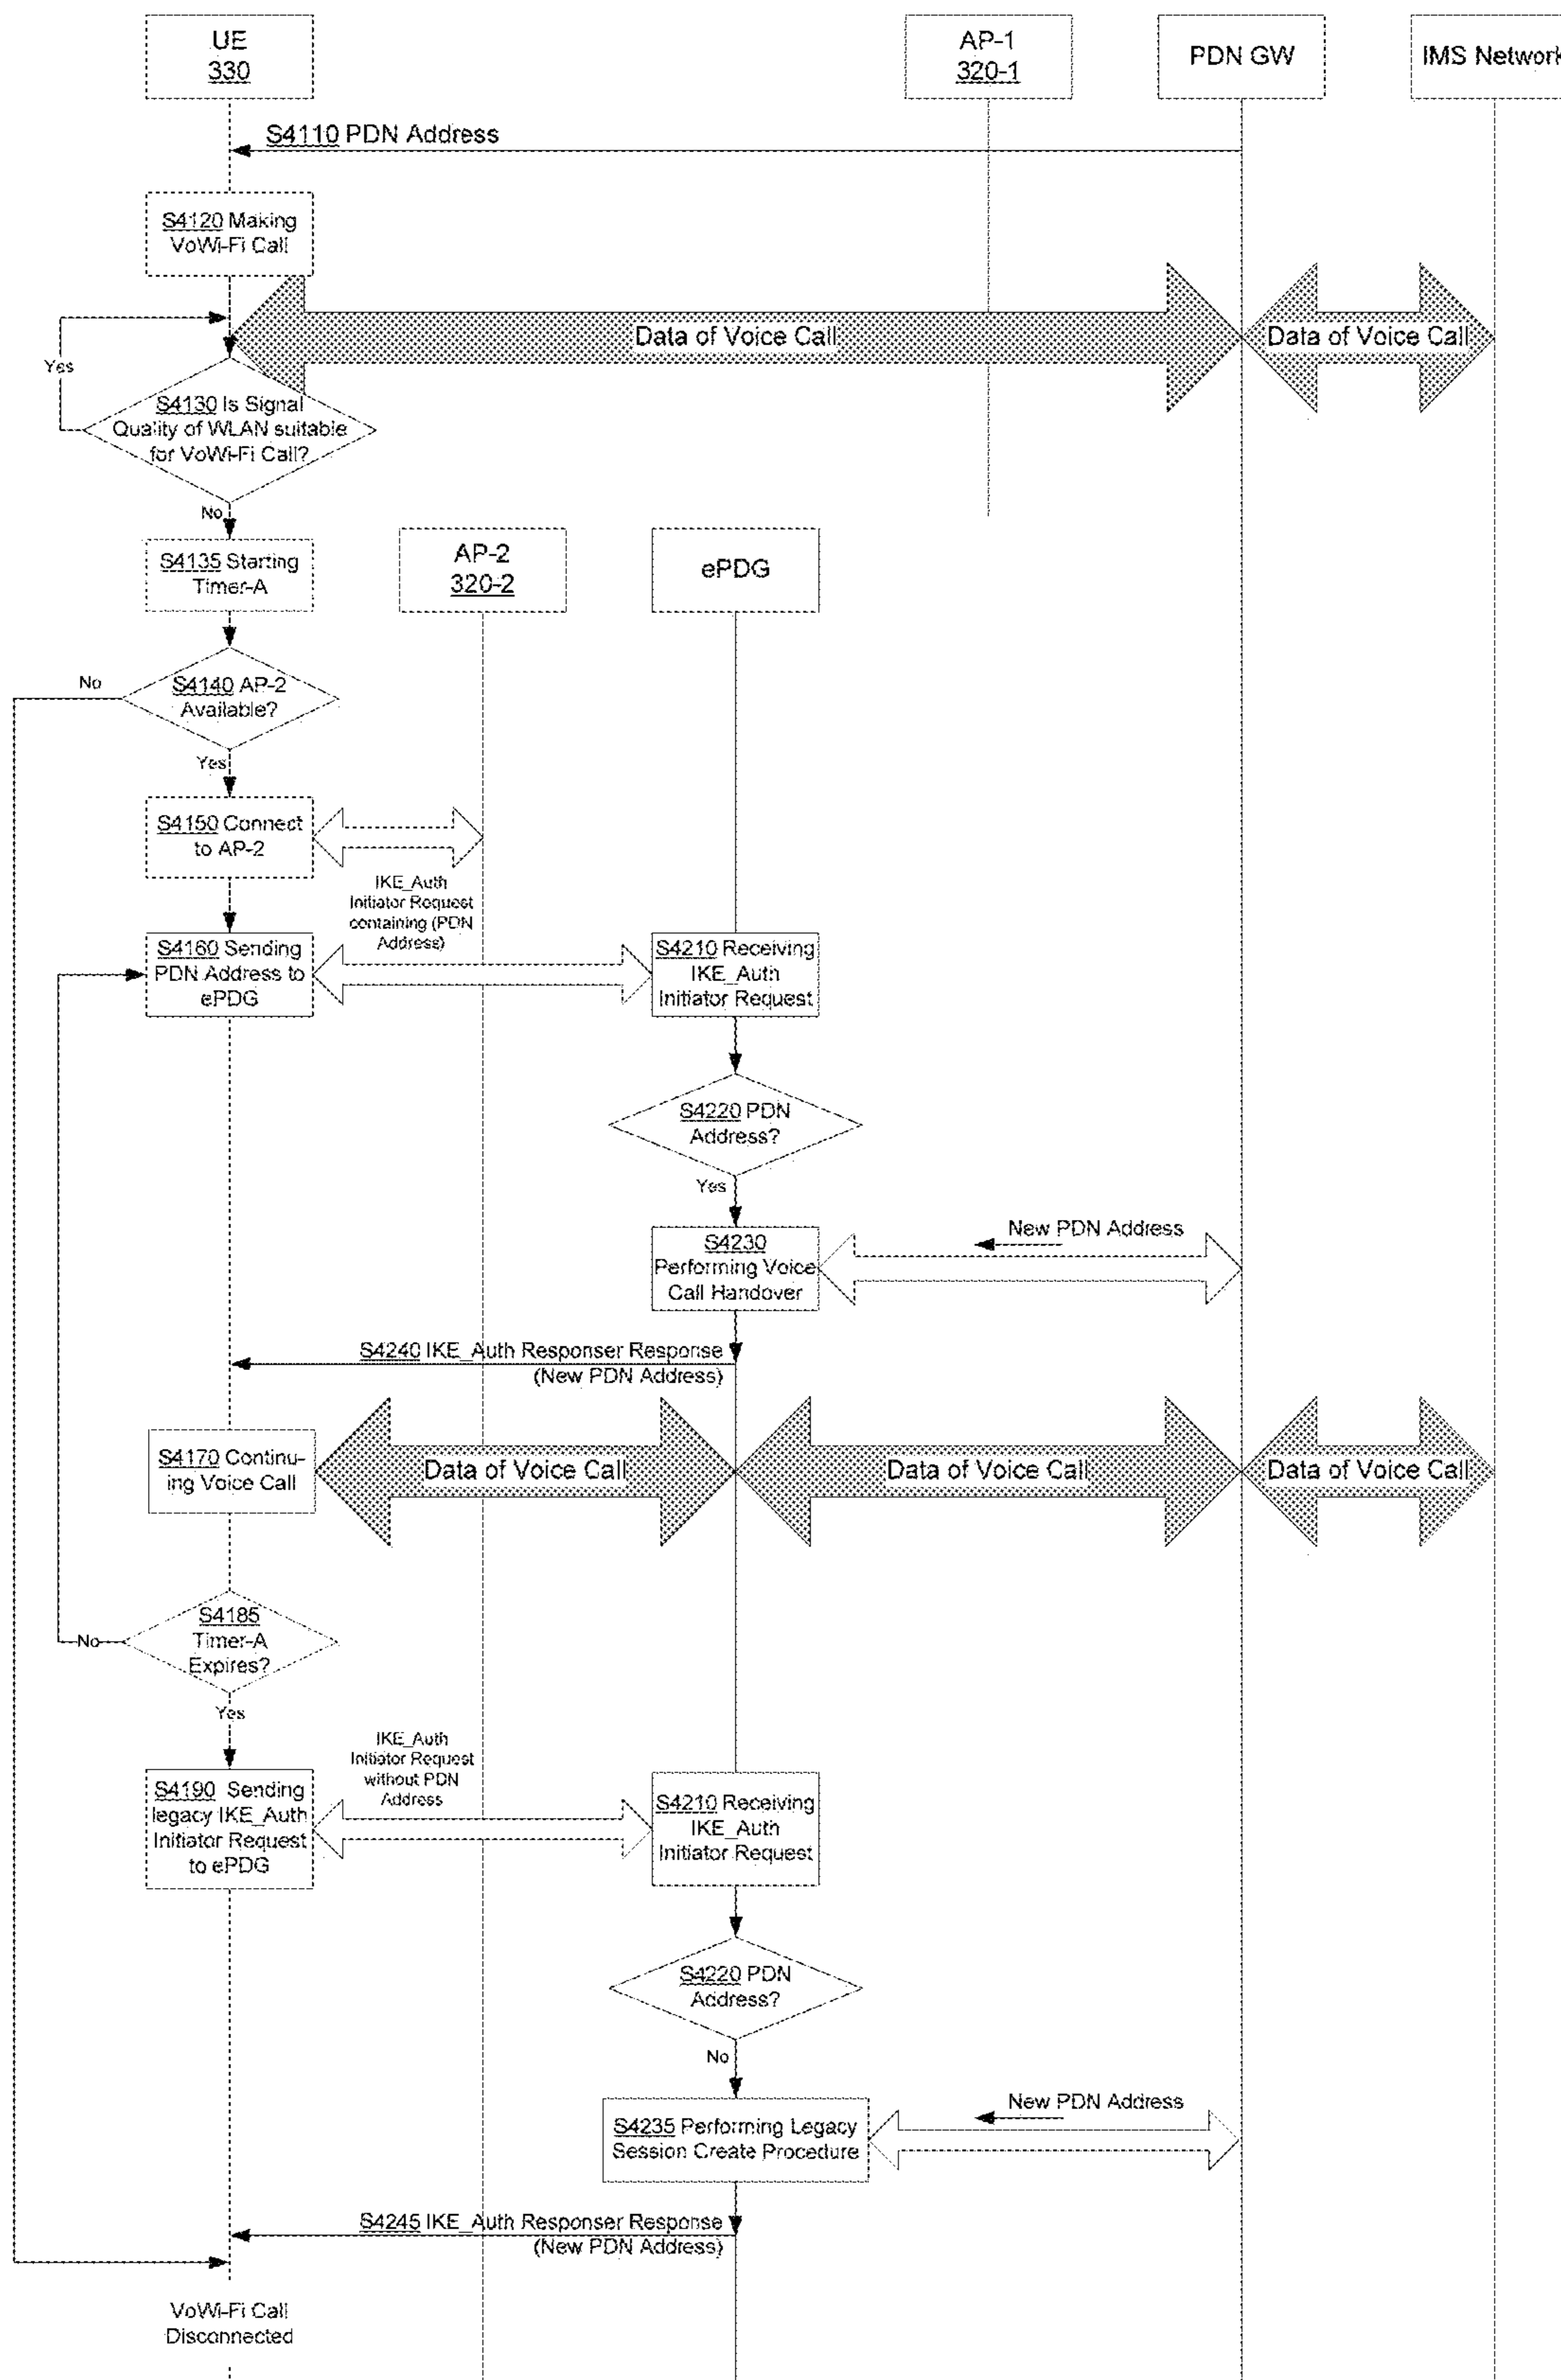 UE
330
AP-1
320-1
PDN GW
IMS Network
S4110 PDN Address
S4120 Making
VoWi-Fi Call
Data of Voice Call
Data of Voice Call
Yes
S4130 Is Signal
Quality of WLAN suitable
for VoWi-Fi Call?
No
S4135 Starting
Timer-A
AP-2
320-2
ePDG
No
S4140 AP-2
Available?
Yes
S4150 Connect
to AP-2
IKE_Auth
Initiator Request
containing (PDN
Address)
S4160 Sending
PDN Address to
ePDG
S4210 Receiving
IKE_Auth
Initiator Request
S4220 PDN
Address?
Yes
S4230
Performing Voice
Call Handover
New PDN Address
S4240 IKE_Auth Responser Response
(New PDN Address)
S4170 Continu-
ing Voice Call
Data of Voice Call
Data of Voice Call
Data of Voice Call
S4185
Timer-A
Expires?
No
Yes
IKE_Auth
Initiator Request
without PDN
Address
S4190 Sending
legacy IKE_Auth
Initiator Request
to ePDG
S4210 Receiving
IKE_Auth
Initiator Request
S4220 PDN
Address?
No
S4235 Performing Legacy
Session Create Procedure
New PDN Address
S4245 IKE_Auth Responser Response
(New PDN Address)
VoWi-Fi Call
Disconnected